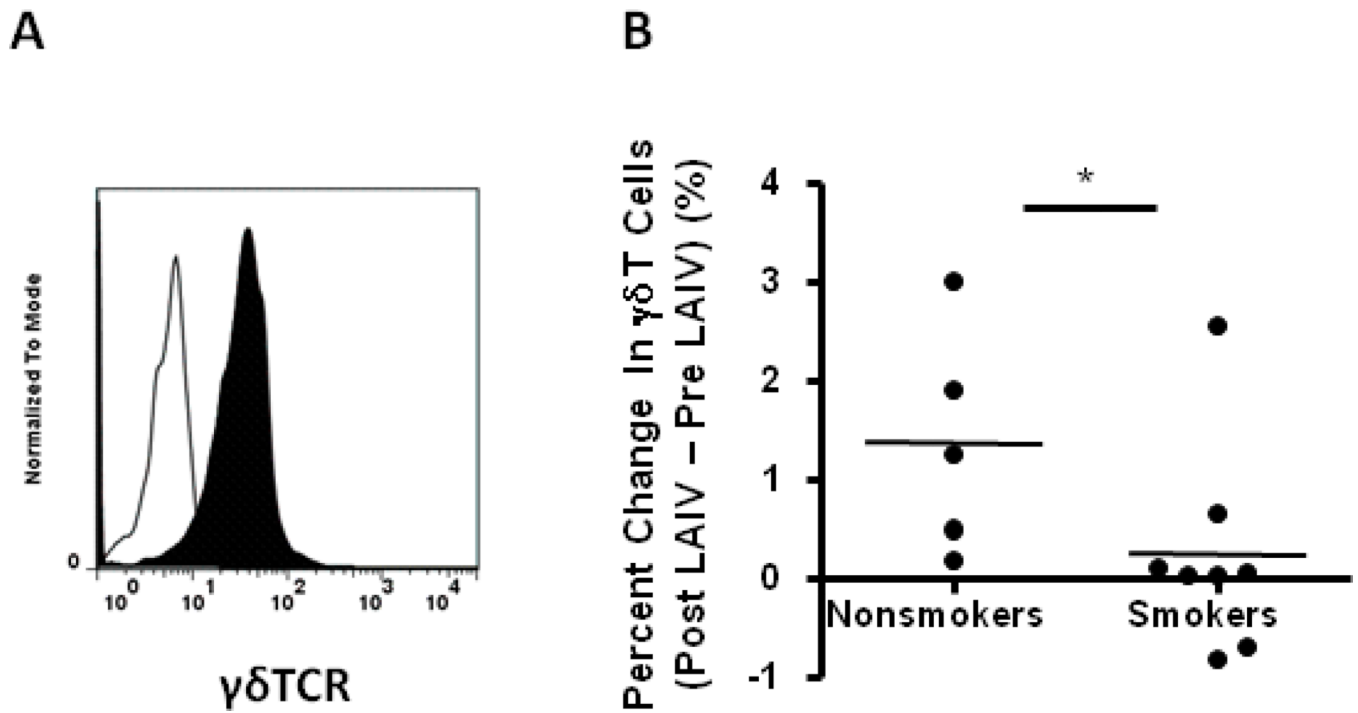 A
Normalized To Mode
0
10^0 10^1 10^2 10^3 10^4
γδTCR
B
Percent Change In γδT Cells
(Post LAIV – Pre LAIV) (%)
4
3
2
1
0
-1
*
Nonsmokers Smokers